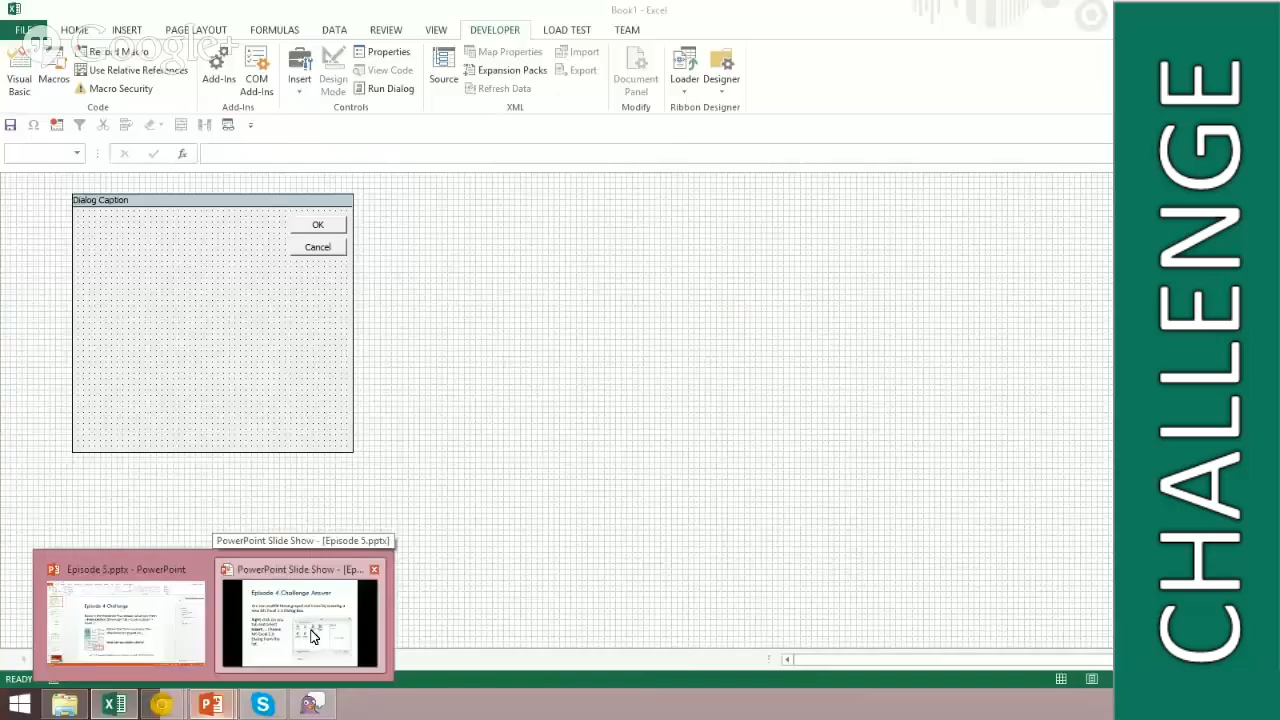 Book1 - Excel
FILE
HOME
INSERT
PAGE LAYOUT
FORMULAS
DATA
REVIEW
VIEW
DEVELOPER
LOAD TEST
TEAM
Google+
Visual Basic
Macros
Record Macro
Use Relative References
Macro Security
Code
Add-Ins
COM Add-Ins
Add-Ins
Insert
Design Mode
Properties
View Code
Run Dialog
Controls
Source
Map Properties
Expansion Packs
Refresh Data
Import
Export
XML
Document Panel
Modify
Loader
Designer
Ribbon Designer
fx
Dialog Caption
OK
Cancel
PowerPoint Slide Show - [Episode 5.pptx]
Episode 5.pptx - PowerPoint
PowerPoint Slide Show - [Ep...
Episode 4 Challenge
Episode 4 Challenge Answer
READY
CHALLENGE